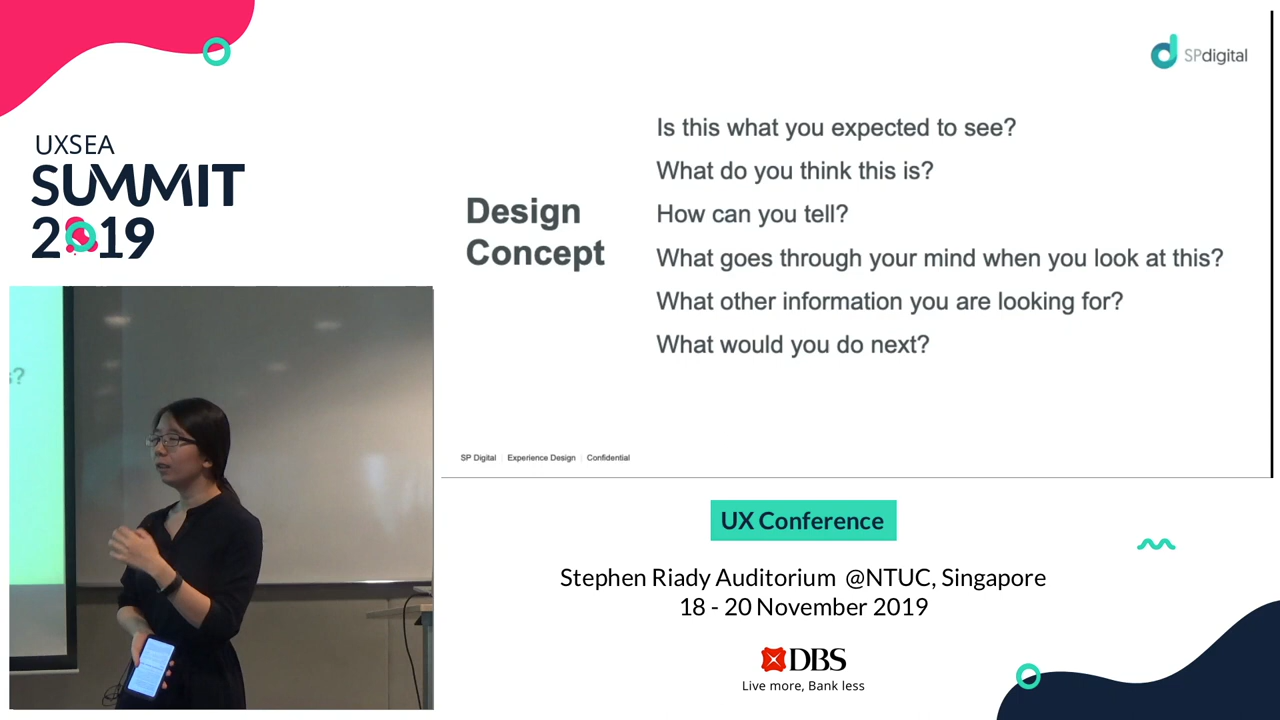 UXSEA
SUMMIT
2019
s?
SPdigital
Design
Concept
Is this what you expected to see?
What do you think this is?
How can you tell?
What goes through your mind when you look at this?
What other information you are looking for?
What would you do next?
SP Digital | Experience Design | Confidential
UX Conference
Stephen Riady Auditorium @NTUC, Singapore
18 - 20 November 2019
DBS
Live more, Bank less